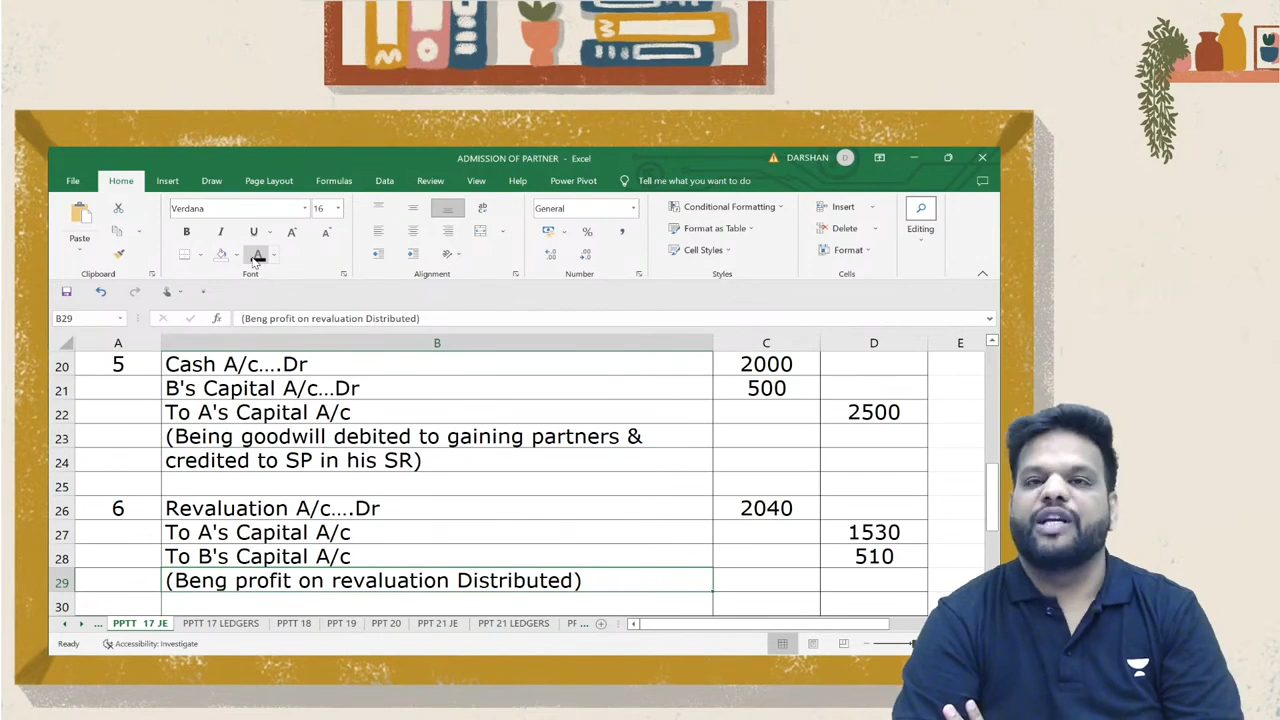 ADMISSION OF PARTNER - Excel
DARSHAN D
File Home Insert Draw Page Layout Formulas Data Review View Help Power Pivot Tell me what you want to do
Verdana 16
General
Conditional Formatting
Insert
Paste
B I U A A
% ,
Format as Table
Delete
Editing
A
Cell Styles
Format
Clipboard Font Alignment Number Styles Cells
B29 fx (Beng profit on revaluation Distributed)
A B C D E
20 5 Cash A/c….Dr 2000
21 B's Capital A/c…Dr 500
22 To A's Capital A/c 2500
23 (Being goodwill debited to gaining partners &
24 credited to SP in his SR)
25
26 6 Revaluation A/c….Dr 2040
27 To A's Capital A/c 1530
28 To B's Capital A/c 510
29 (Beng profit on revaluation Distributed)
30
... PPTT 17 JE PPTT 17 LEDGERS PPTT 18 PPT 19 PPT 20 PPT 21 JE PPT 21 LEDGERS PF ...
Ready Accessibility: Investigate